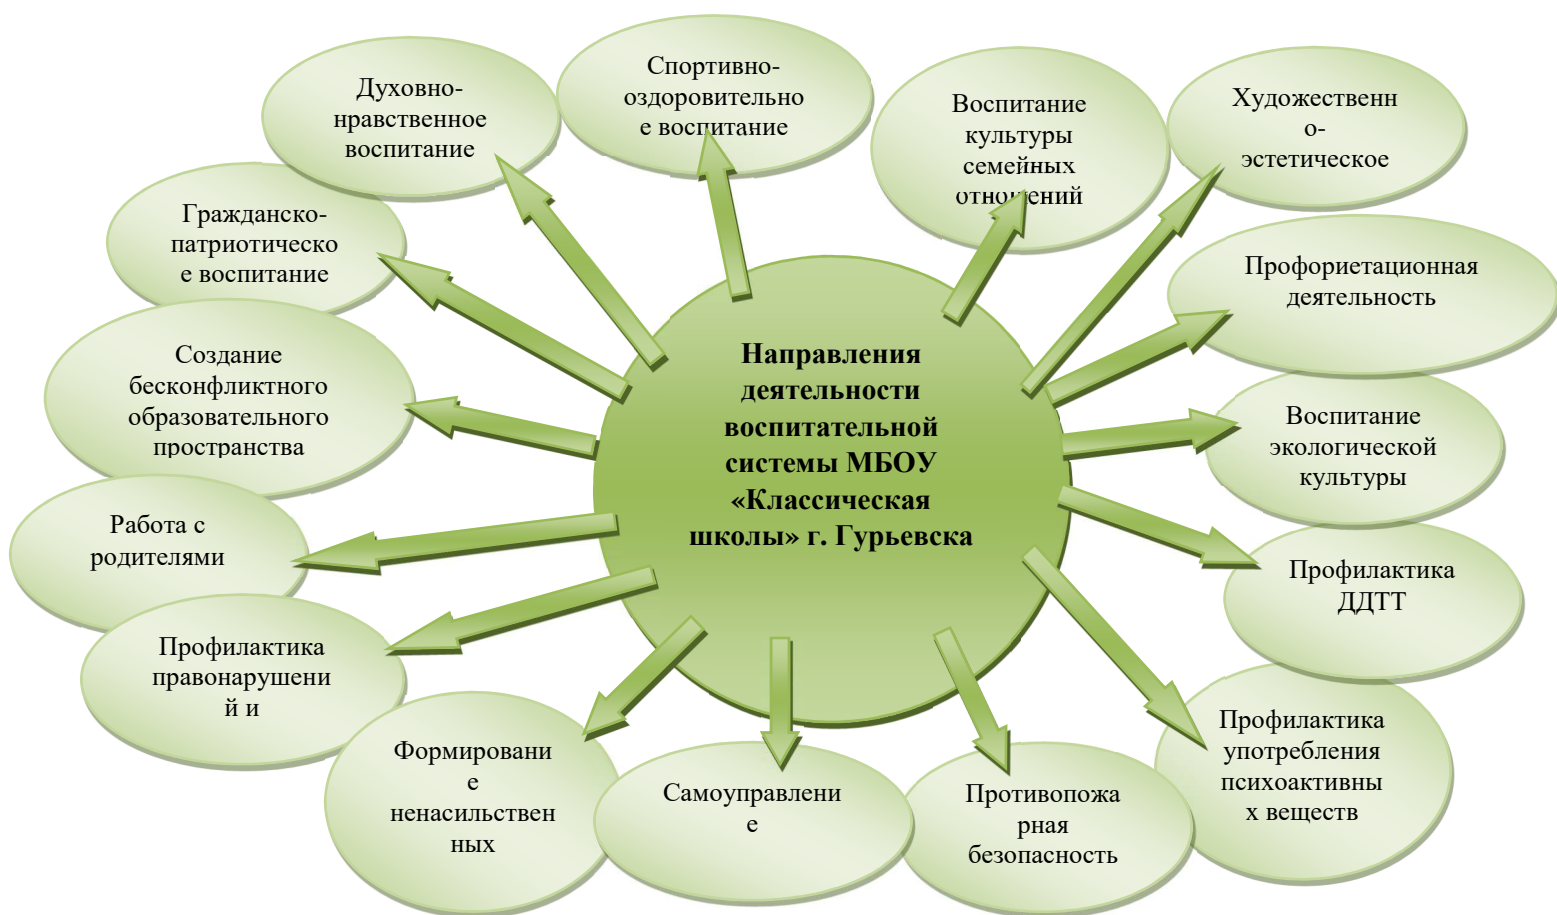 Духовно-
нравственное
воспитание
Спортивно-
оздоровительно
е воспитание
Воспитание
культуры
семейных
отношений
Художественн
о-
эстетическое
Гражданско-
патриотическо
е воспитание
Профориетационная
деятельность
Создание
бесконфликтного
образовательного
пространства
Направления
деятельности
воспитательной
системы МБОУ
«Классическая
школы» г. Гурьевска
Воспитание
экологической
культуры
Работа с
родителями
Профилактика
ДДТТ
Профилактика
правонарушени
й и
Формировани
е
ненасильствен
ных
Самоуправлени
е
Противопожа
рная
безопасность
Профилактика
употребления
психоактивны
х веществ